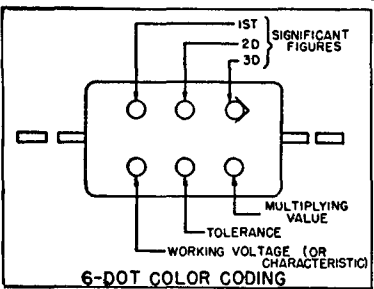 1ST
2D
3D
SIGNIFICANT
FIGURES
MULTIPLYING
VALUE
TOLERANCE
WORKING VOLTAGE (OR
CHARACTERISTIC)
6-DOT COLOR CODING